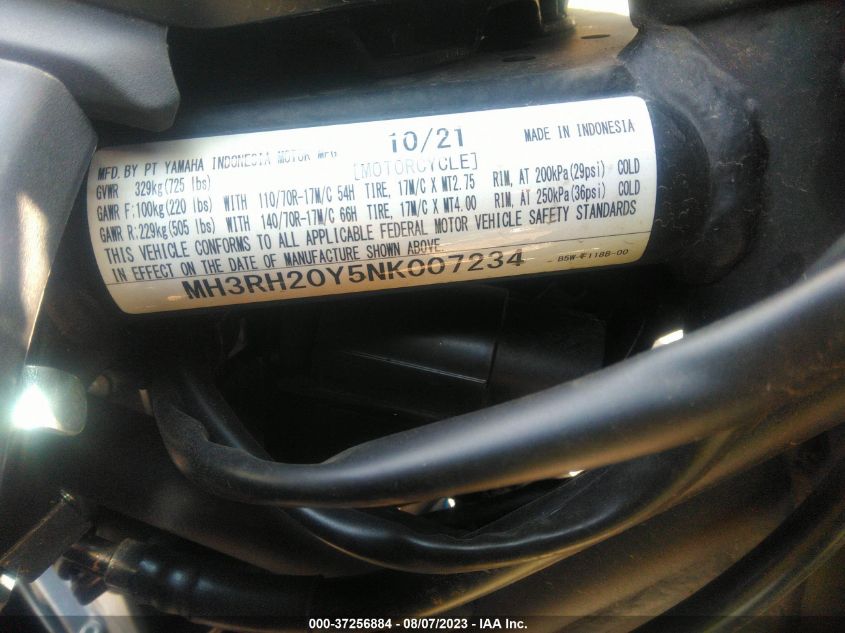 10/21
MADE IN INDONESIA
MFD. BY PT YAMAHA INDONESIA MOTOR MFG
[MOTORCYCLE]
GVWR 329kg(725 lbs)
GAWR F:100kg(220 lbs) WITH 110/70R-17M/C 54H TIRE, 17M/C X MT2.75 RIM, AT 200kPa(29psi) COLD
GAWR R:229kg(505 lbs) WITH 140/70R-17M/C 66H TIRE, 17M/C X MT4.00 RIM, AT 250kPa(36psi) COLD
THIS VEHICLE CONFORMS TO ALL APPLICABLE FEDERAL MOTOR VEHICLE SAFETY STANDARDS
IN EFFECT ON THE DATE OF MANUFACTURE SHOWN ABOVE.
MH3RH20Y5NK007234
B5W-F118B-00
000-37256884 - 08/07/2023 - IAA Inc.